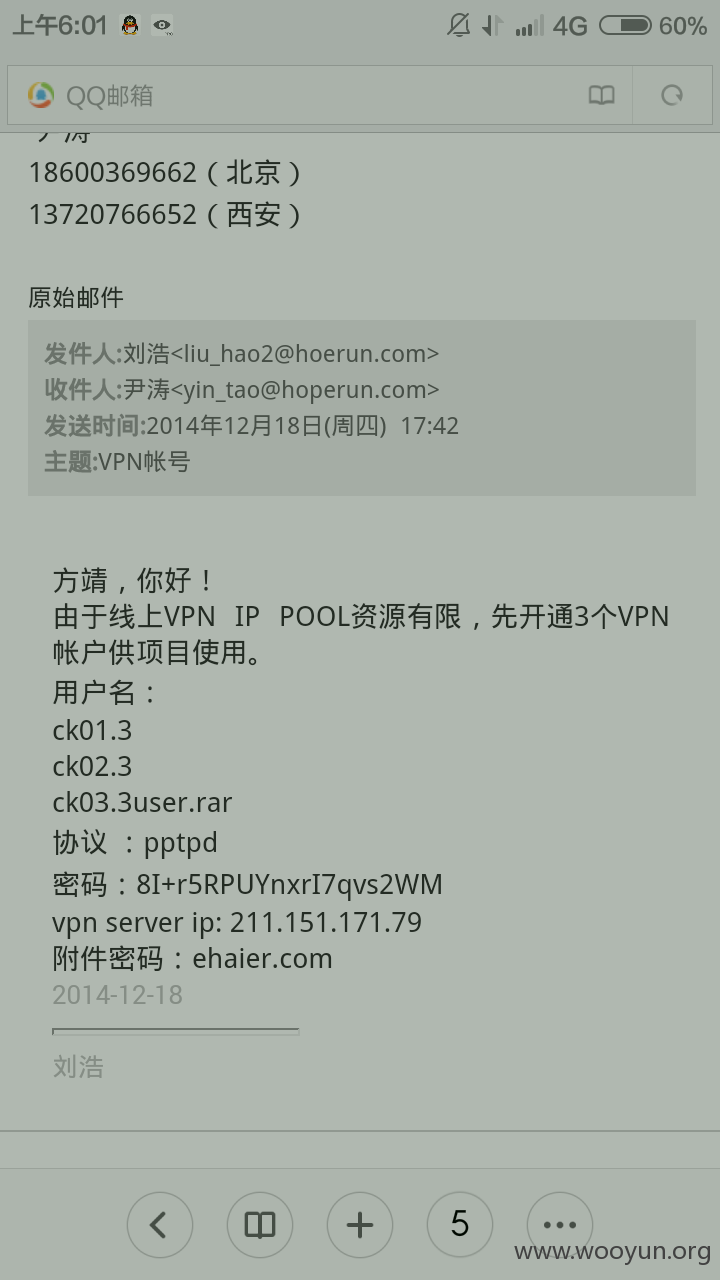 上午6:01 4G 60%
QQ邮箱
尹涛
18600369662（北京）
13720766652（西安）
原始邮件
发件人:刘浩<liu_hao2@hoerun.com>
收件人:尹涛<yin_tao@hoperun.com>
发送时间:2014年12月18日(周四) 17:42
主题:VPN帐号
方靖，你好！
由于线上VPN IP POOL资源有限，先开通3个VPN
帐户供项目使用。
用户名：
ck01.3
ck02.3
ck03.3user.rar
协议 ：pptpd
密码：8I+r5RPUYnxrI7qvs2WM
vpn server ip: 211.151.171.79
附件密码：ehaier.com
2014-12-18
刘浩
5
www.wooyun.org